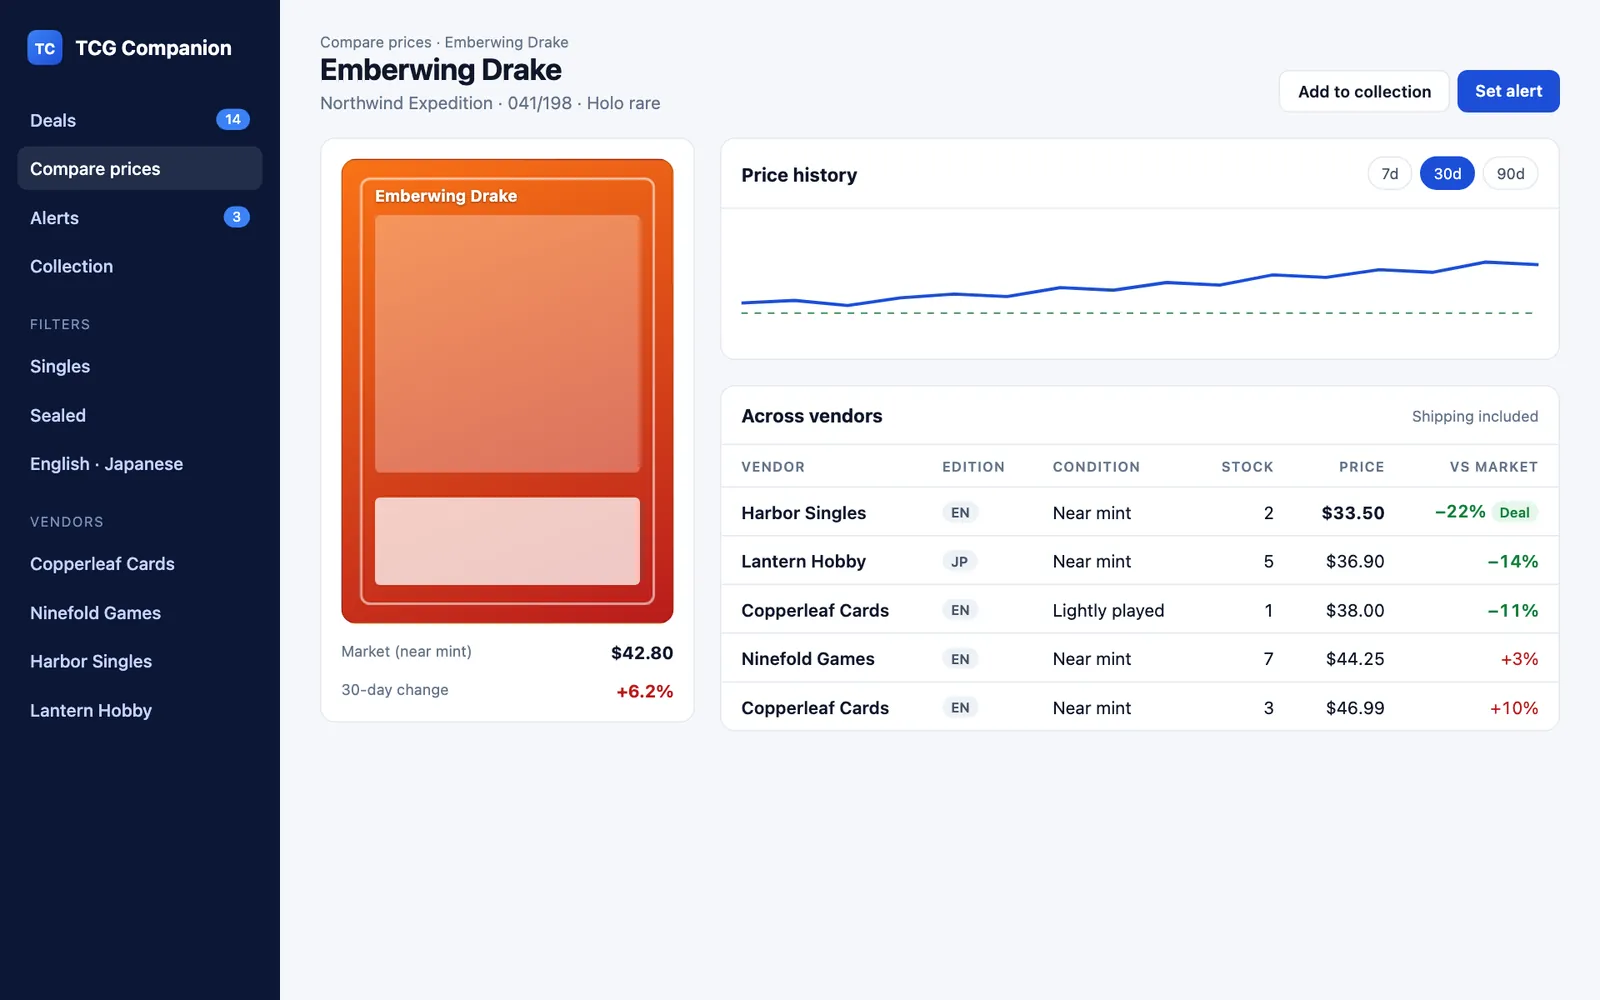 TC TCG Companion
Deals 14
Compare prices
Alerts 3
Collection
FILTERS
Singles
Sealed
English · Japanese
VENDORS
Copperleaf Cards
Ninefold Games
Harbor Singles
Lantern Hobby
Compare prices · Emberwing Drake
Emberwing Drake
Northwind Expedition · 041/198 · Holo rare
Add to collection Set alert
Emberwing Drake
Market (near mint) $42.80
30-day change +6.2%
Price history 7d 30d 90d
Across vendors Shipping included
VENDOR EDITION CONDITION STOCK PRICE VS MARKET
Harbor Singles EN Near mint 2 $33.50 −22% Deal
Lantern Hobby JP Near mint 5 $36.90 −14%
Copperleaf Cards EN Lightly played 1 $38.00 −11%
Ninefold Games EN Near mint 7 $44.25 +3%
Copperleaf Cards EN Near mint 3 $46.99 +10%